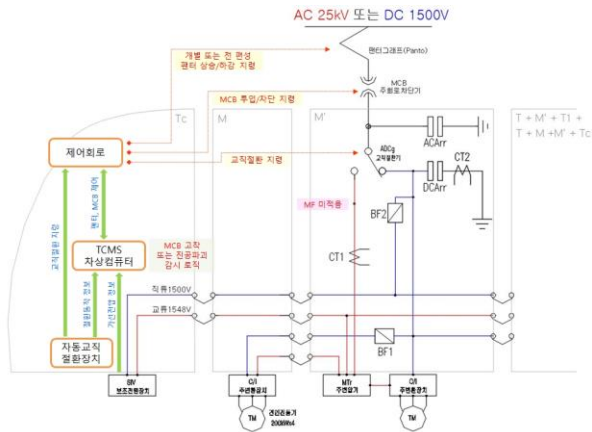 AC 25kV 또는 DC 1500V
팬터그래프(Panto)
개별 또는 전 편성
팬터 상승/하강 지령
MCB
주회로차단기
MCB 투입/차단 지령
Tc
M
M'
T + M' + T1 +
T + M +M' + Tc
제어회로
교직절환 지령
ADCg
교직절환기
ACArr
CT2
DCArr
MF 미적용
BF2
교직절환 지령
팬터, MCB 제어
TCMS
차상컴퓨터
MCB 고착
또는 진공파괴
감시 로직
CT1
절환동작 정보
가선전압 정보
직류1500V
교류1548V
자동교직
절환장치
BF1
SIV
보조전원장치
C/I
주변환장치
MTr
주변압기
C/I
주변환장치
TM
견인전동기
200kWx4
TM